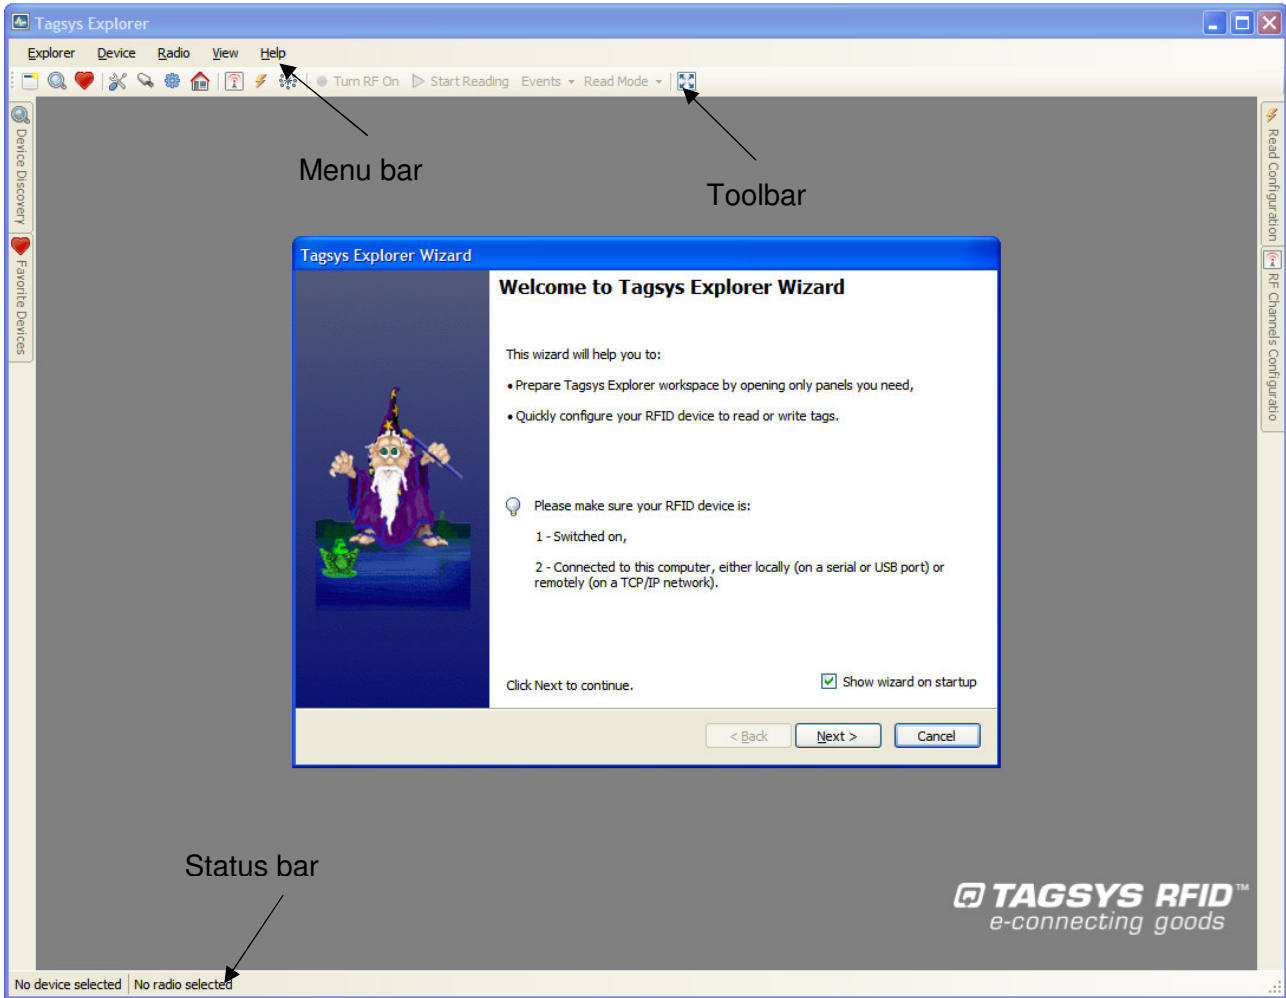 Tagsys Explorer
Explorer Device Radio View Help
Turn RF On Start Reading Events Read Mode
Device Discovery
Favorite Devices
Read Configuration
RF Channels Configuratio
Menu bar
Toolbar
Tagsys Explorer Wizard
Welcome to Tagsys Explorer Wizard
This wizard will help you to:
• Prepare Tagsys Explorer workspace by opening only panels you need,
• Quickly configure your RFID device to read or write tags.
Please make sure your RFID device is:
1 - Switched on,
2 - Connected to this computer, either locally (on a serial or USB port) or
remotely (on a TCP/IP network).
Click Next to continue.
Show wizard on startup
< Back Next > Cancel
Status bar
TAGSYS RFID™
e-connecting goods
No device selected No radio selected